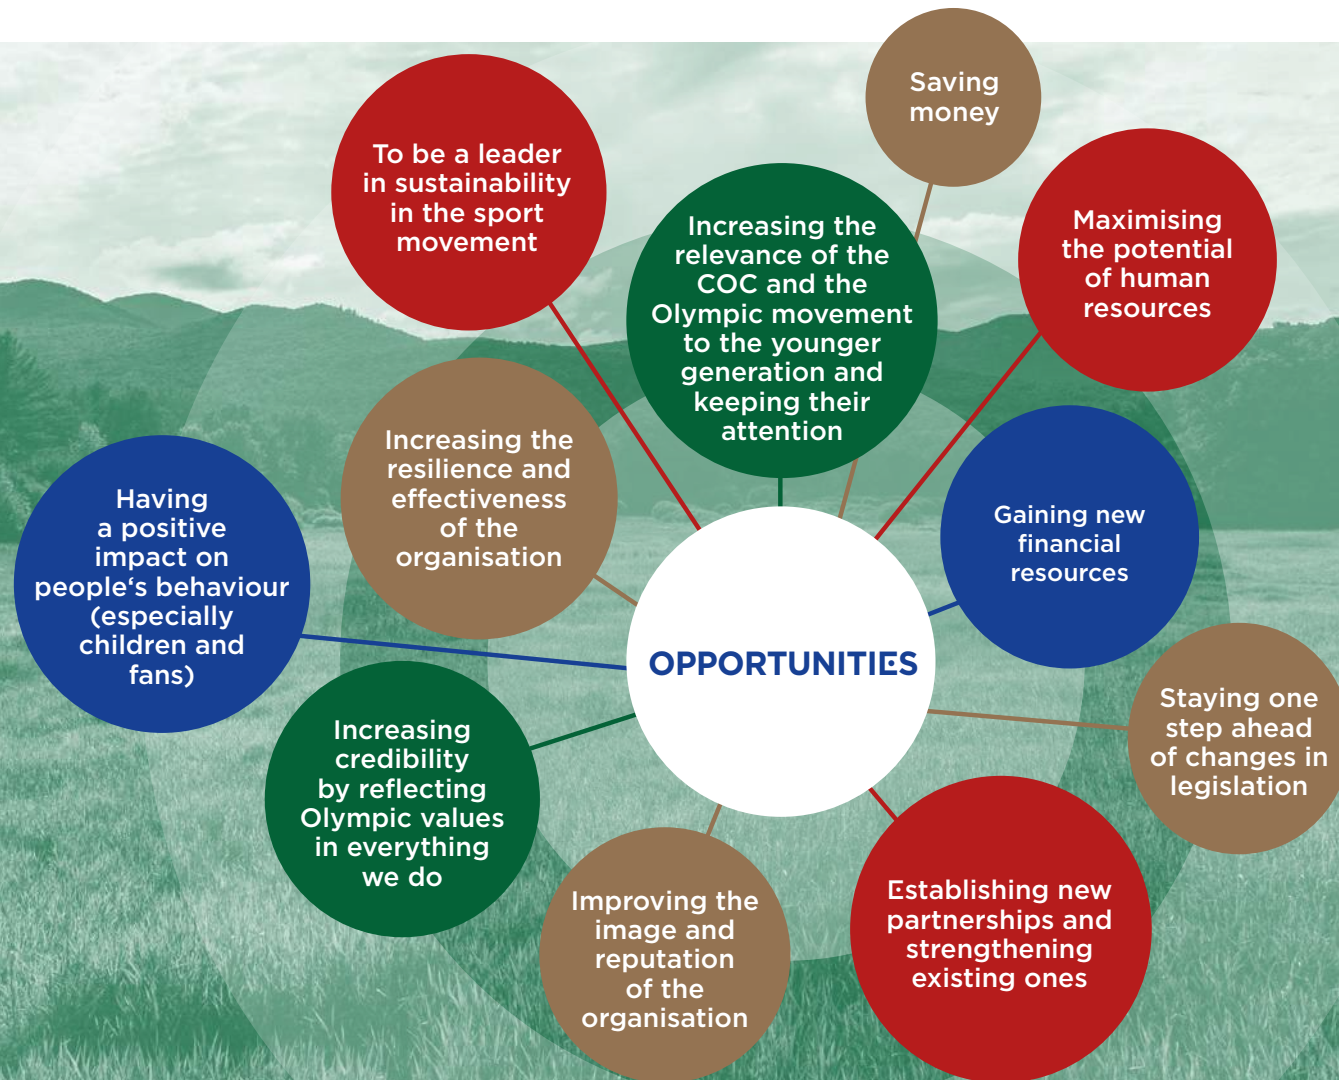 Saving
money
To be a leader
in sustainability
in the sport
movement
Increasing the
relevance of the
COC and the
Olympic movement
to the younger
generation and
keeping their
attention
Maximising
the potential
of human
resources
Increasing the
resilience and
effectiveness
of the
organisation
Having
a positive
impact on
people‘s behaviour
(especially
children and
fans)
Gaining new
financial
resources
OPPORTUNITIES
Staying one
step ahead
of changes in
legislation
Increasing
credibility
by reflecting
Olympic values
in everything
we do
Improving the
image and
reputation
of the
organisation
Establishing new
partnerships and
strengthening
existing ones